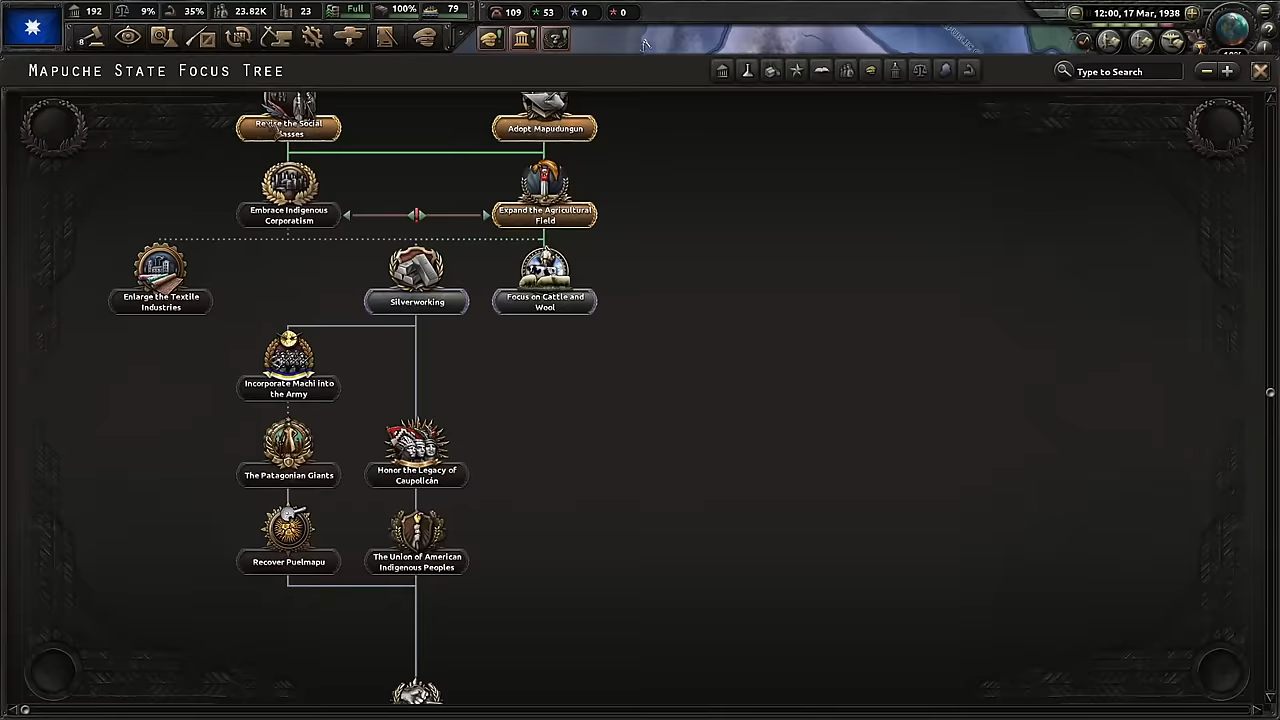 192 9% 35% 23.82K 23 Full 100% 79 109 53 0 0 12:00, 17 Mar, 1938
8
MAPUCHE STATE FOCUS TREE
Type to Search
Revise the Social
Classes
Adopt Mapudungun
Embrace Indigenous
Corporatism
Expand the Agricultural
Field
Enlarge the Textile
Industries
Silverworking
Focus on Cattle and
Wool
Incorporate Machi into
the Army
The Patagonian Giants
Honor the Legacy of
Caupolicán
Recover Puelmapu
The Union of American
Indigenous Peoples